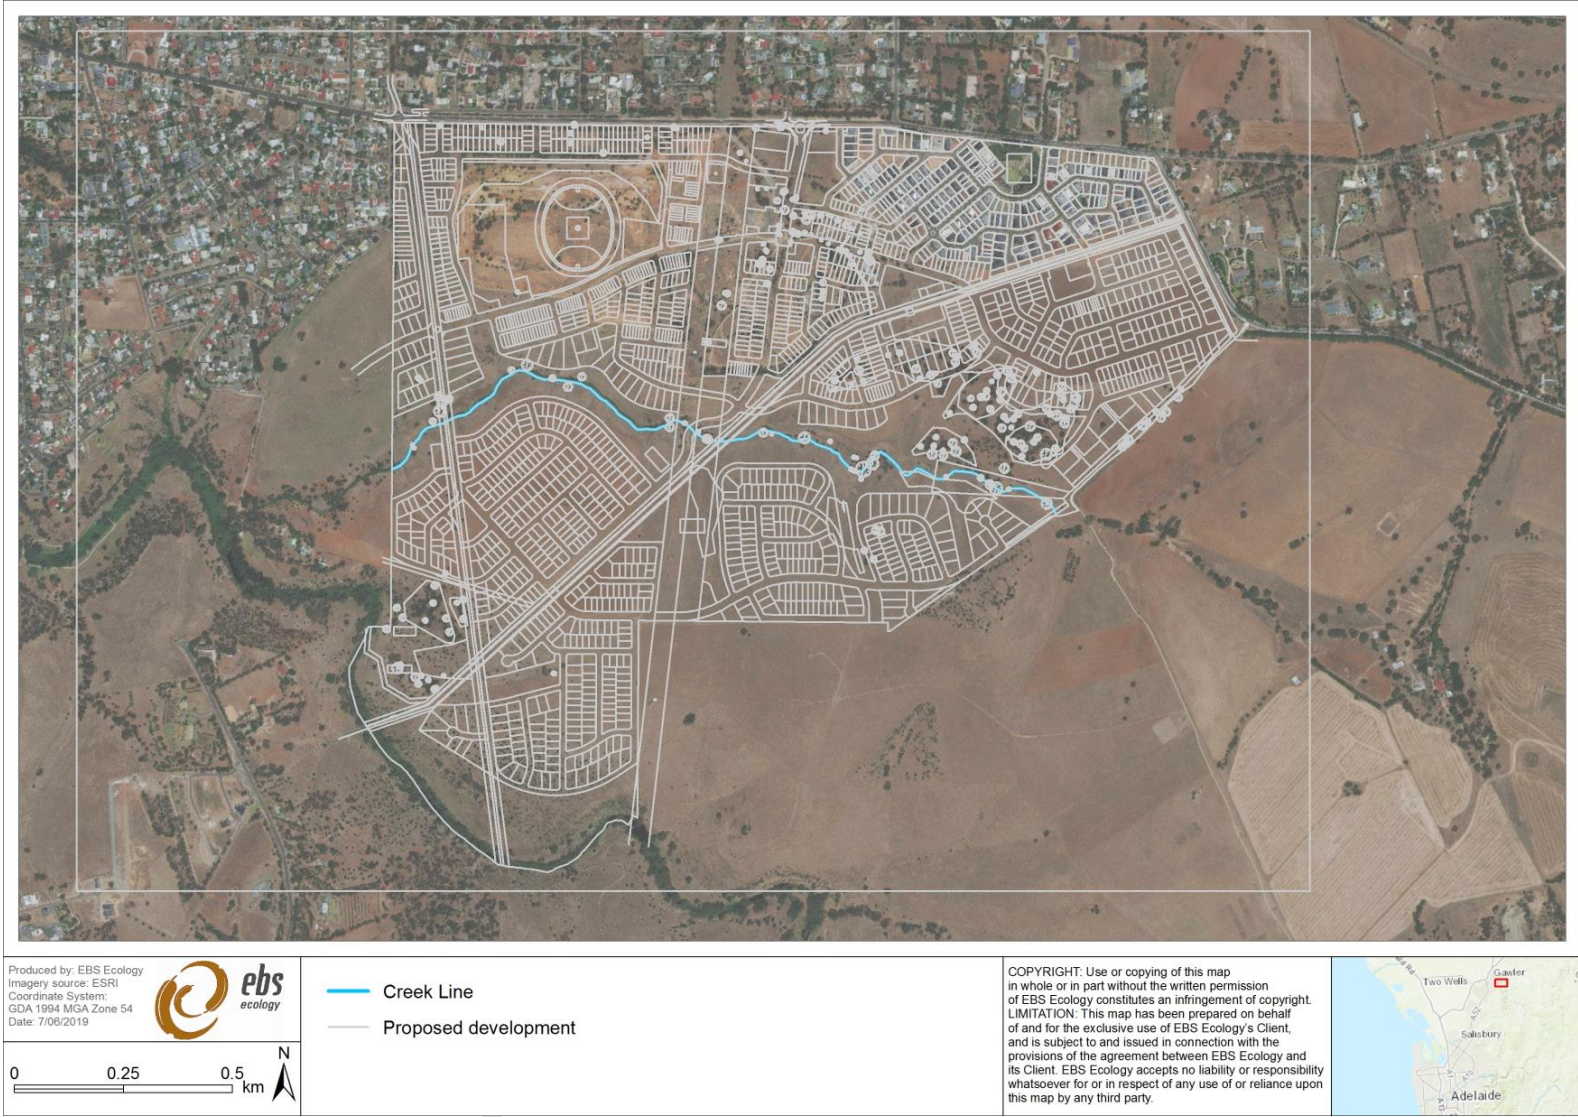 Produced by: EBS Ecology
Imagery source: ESRI
Coordinate System:
GDA 1994 MGA Zone 54
Date: 7/06/2019
ebs
ecology
0 0.25 0.5
km
N
Creek Line
Proposed development
COPYRIGHT: Use or copying of this map
in whole or in part without the written permission
of EBS Ecology constitutes an infringement of copyright.
LIMITATION: This map has been prepared on behalf
of and for the exclusive use of EBS Ecology's Client,
and is subject to and issued in connection with the
provisions of the agreement between EBS Ecology and
its Client. EBS Ecology accepts no liability or responsibility
whatsoever for or in respect of any use of or reliance upon
this map by any third party.
Gawler
Two Wells
A52
Salisbury
A1
Adelaide